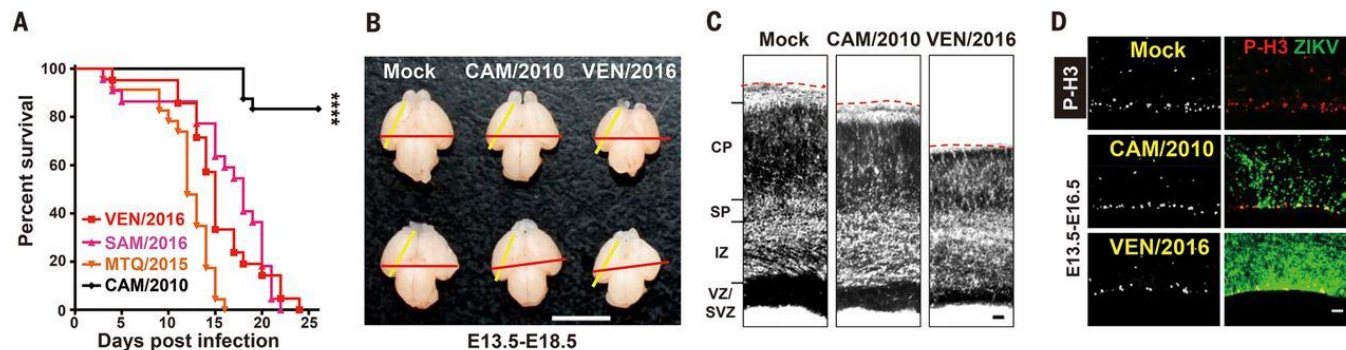 A
Percent survival
100
80
60
40
20
0
VEN/2016
SAM/2016
MTQ/2015
CAM/2010
****
0 5 10 15 20 25
Days post infection
B
Mock CAM/2010 VEN/2016
E13.5-E18.5
C
Mock CAM/2010 VEN/2016
CP
SP
IZ
VZ/
SVZ
D
P-H3
E13.5-E16.5
Mock
P-H3 ZIKV
CAM/2010
VEN/2016